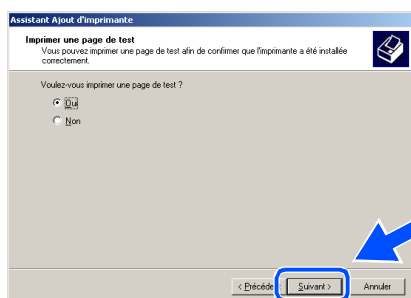 Assistant Ajout d'imprimante
Imprimer une page de test
Vous pouvez imprimer une page de test afin de confirmer que l'imprimante a été installée
correctement.
Voulez-vous imprimer une page de test ?
Oui
Non
< Précéde Suivant > Annuler